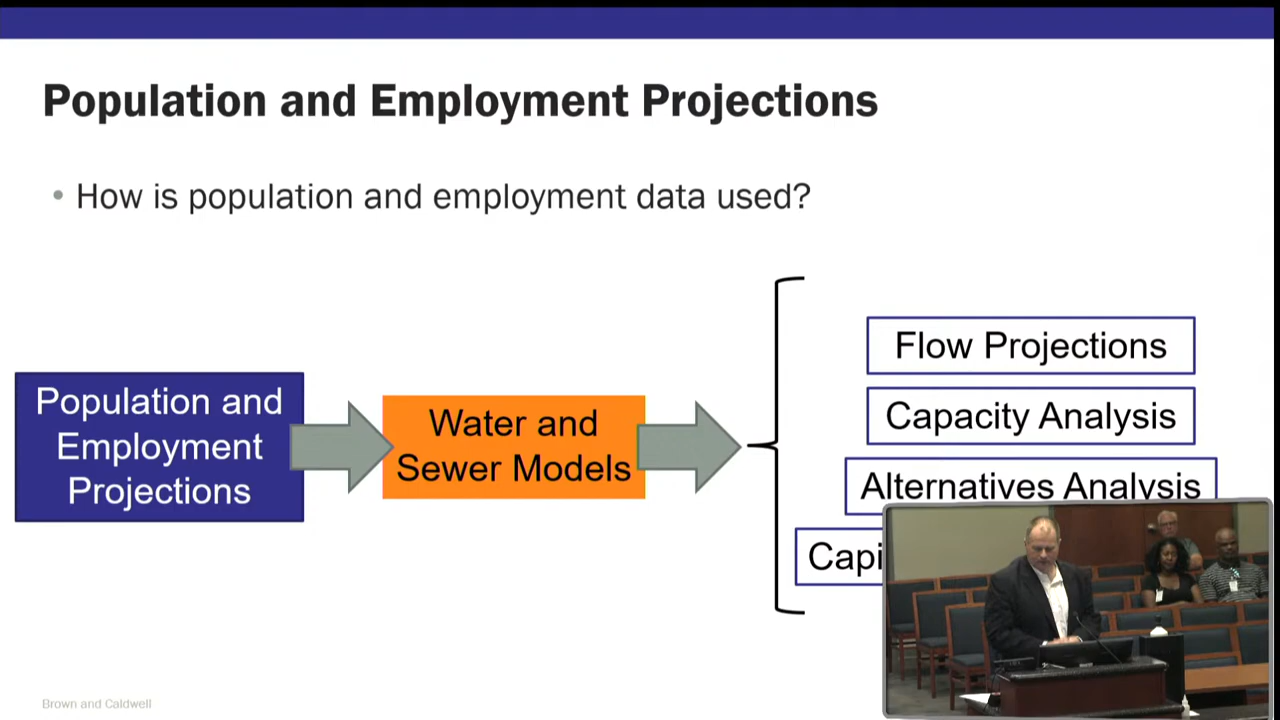 Population and Employment Projections
• How is population and employment data used?
Population and
Employment
Projections
Water and
Sewer Models
Flow Projections
Capacity Analysis
Alternatives Analysis
Brown and Caldwell